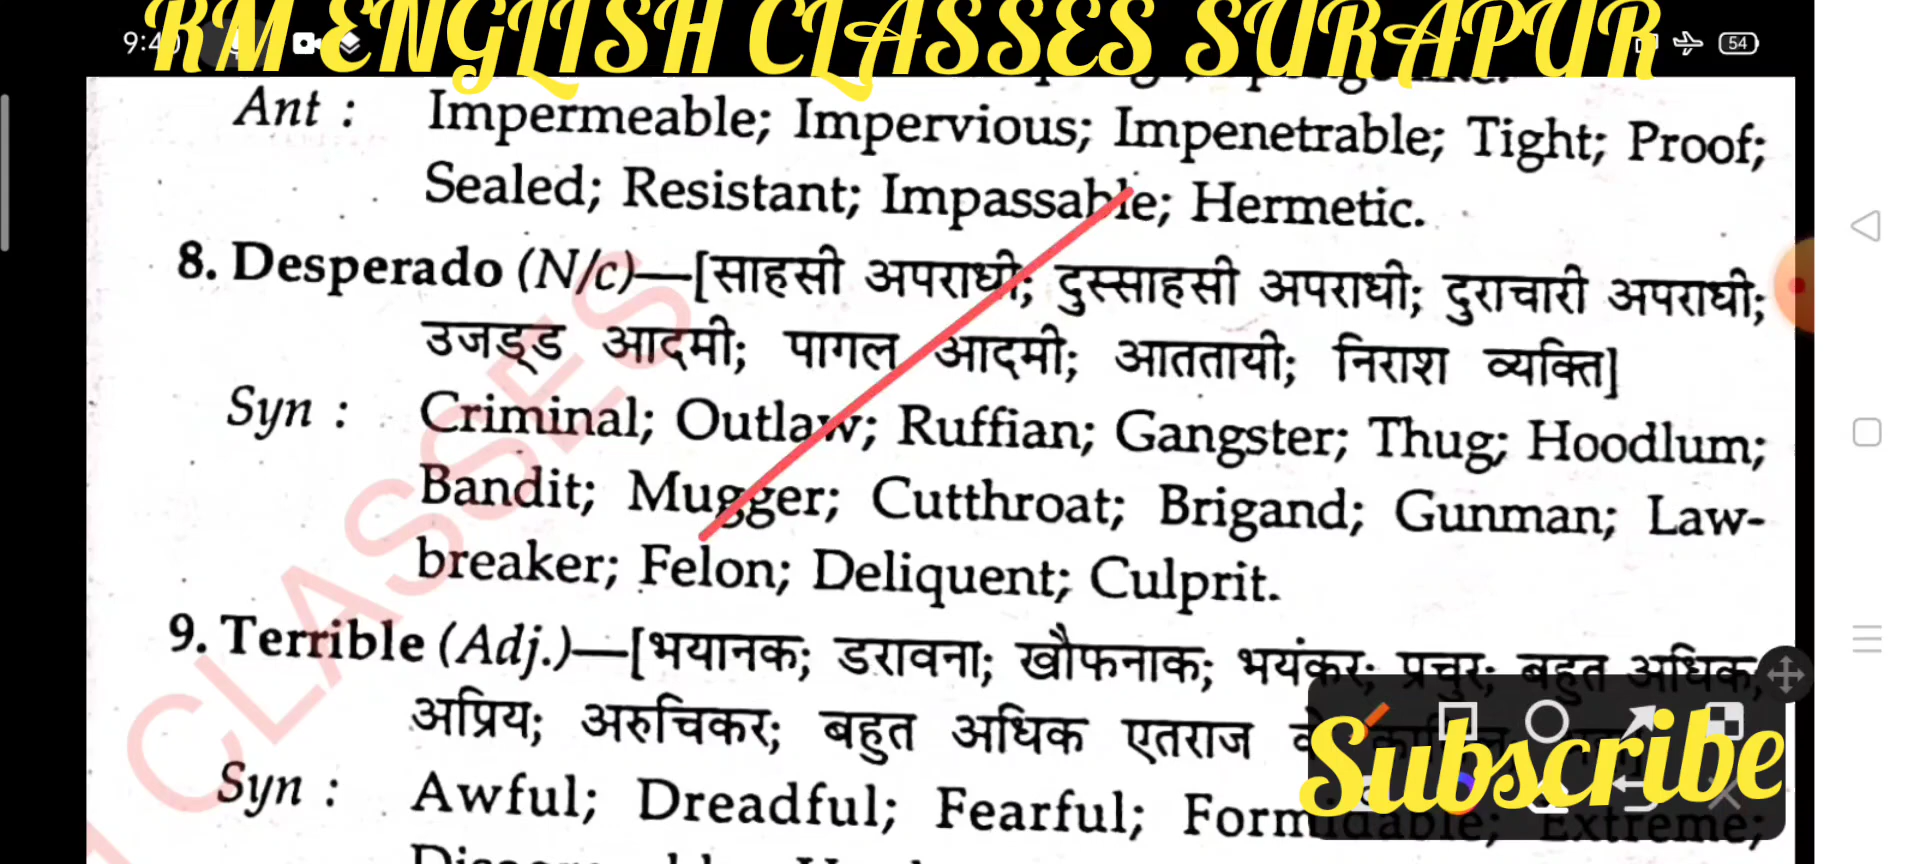 RM ENGLISH CLASSES SURAPUR
54
Ant : Impermeable; Impervious; Impenetrable; Tight; Proof;
Sealed; Resistant; Impassable; Hermetic.
8. Desperado (N/c)—[साहसी अपराधी; दुस्साहसी अपराधी; दुराचारी अपराधी;
उजड्ड आदमी; पागल आदमी; आततायी; निराश व्यक्ति]
Syn : Criminal; Outlaw; Ruffian; Gangster; Thug; Hoodlum;
Bandit; Mugger; Cutthroat; Brigand; Gunman; Law-
breaker; Felon; Deliquent; Culprit.
9. Terrible (Adj.)—[भयानक; डरावना; खौफनाक; भयंकर; प्रचुर; बहुत अधिक;
अप्रिय; अरुचिकर; बहुत अधिक एतराज
Syn : Awful; Dreadful; Fearful; Formidable; Extreme;
CLASSES
Subscribe